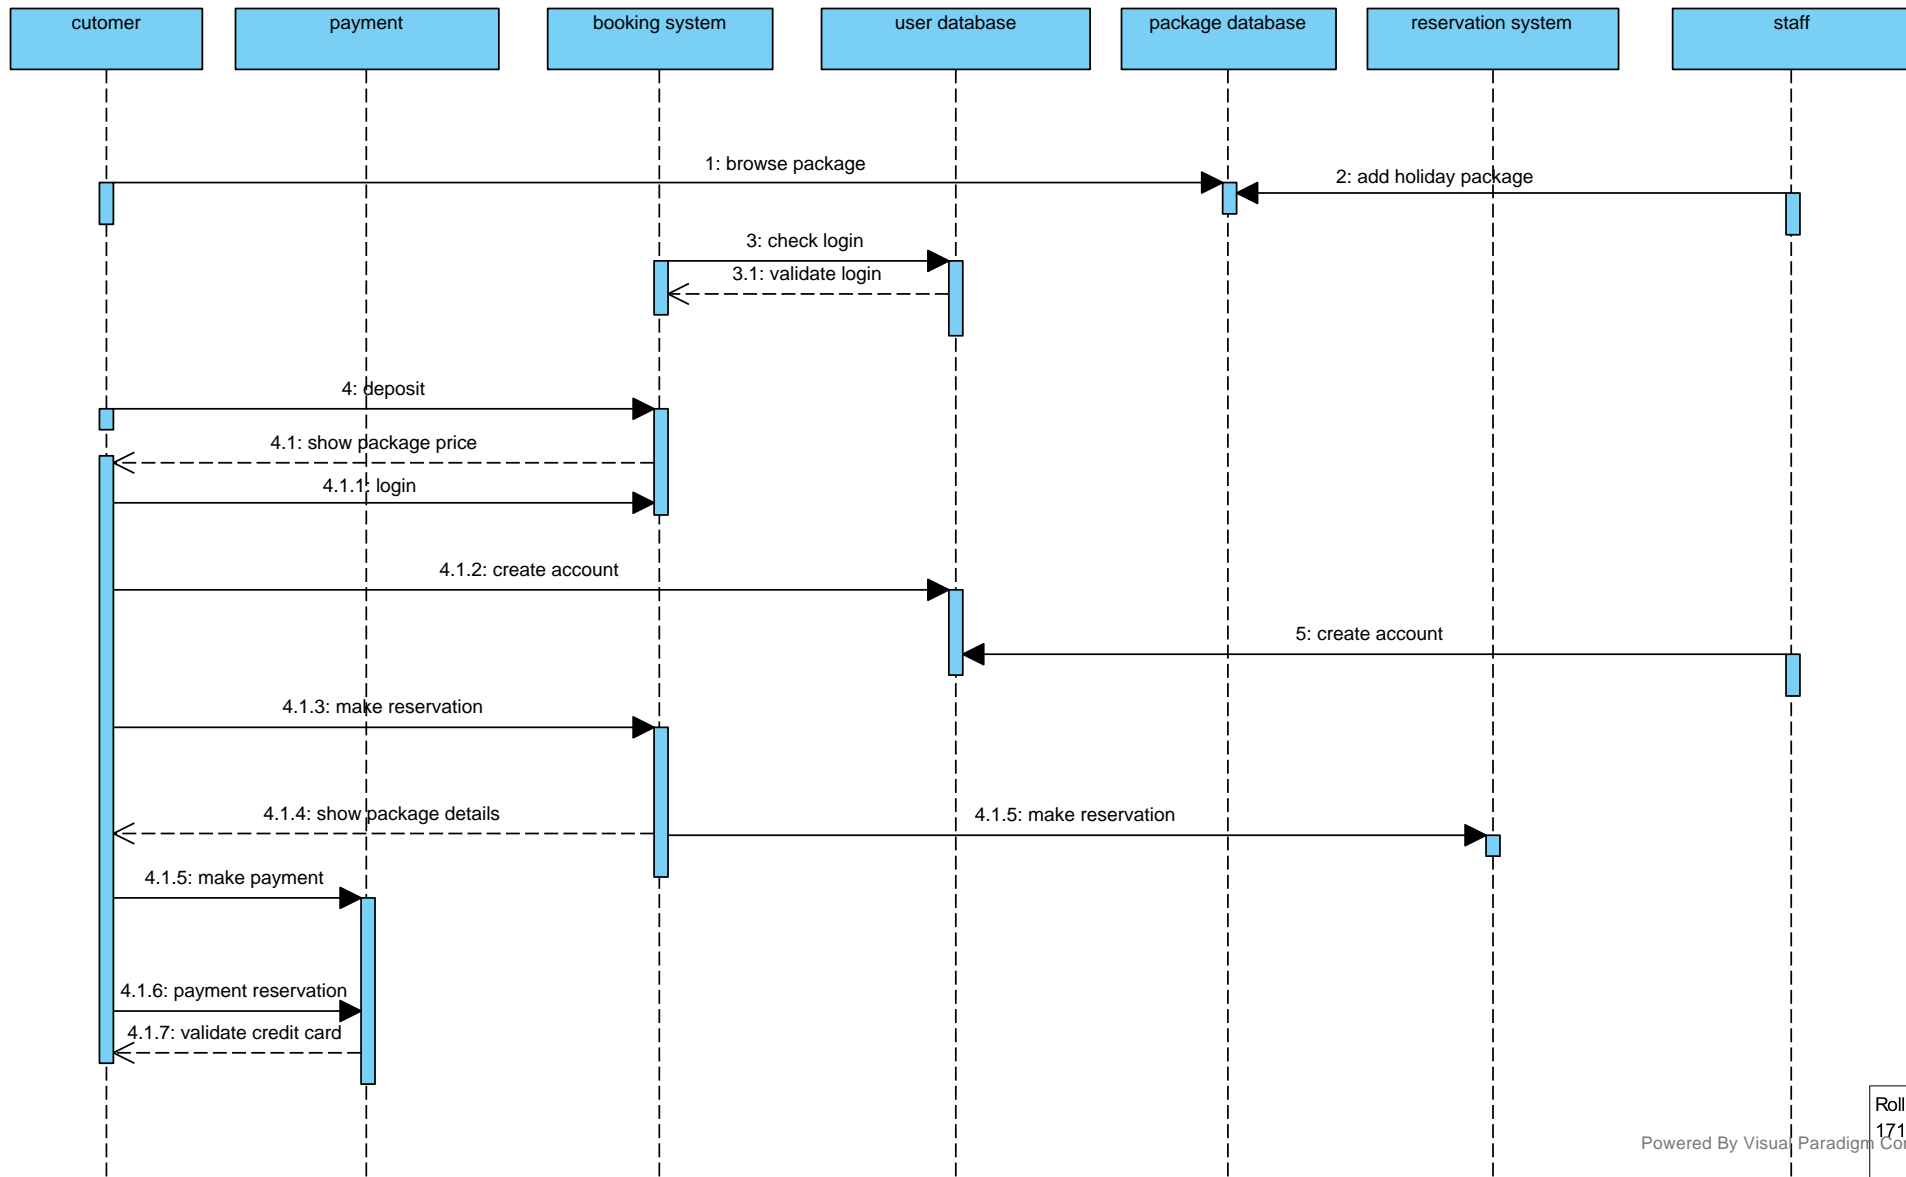 cutomer
payment
booking system
user database
package database
reservation system
staff
1: browse package
2: add holiday package
3: check login
3.1: validate login
4: deposit
4.1: show package price
4.1.1: login
4.1.2: create account
5: create account
4.1.3: make reservation
4.1.4: show package details
4.1.5: make reservation
4.1.5: make payment
4.1.6: payment reservation
4.1.7: validate credit card
Roll
171
Powered By Visual Paradigm Co